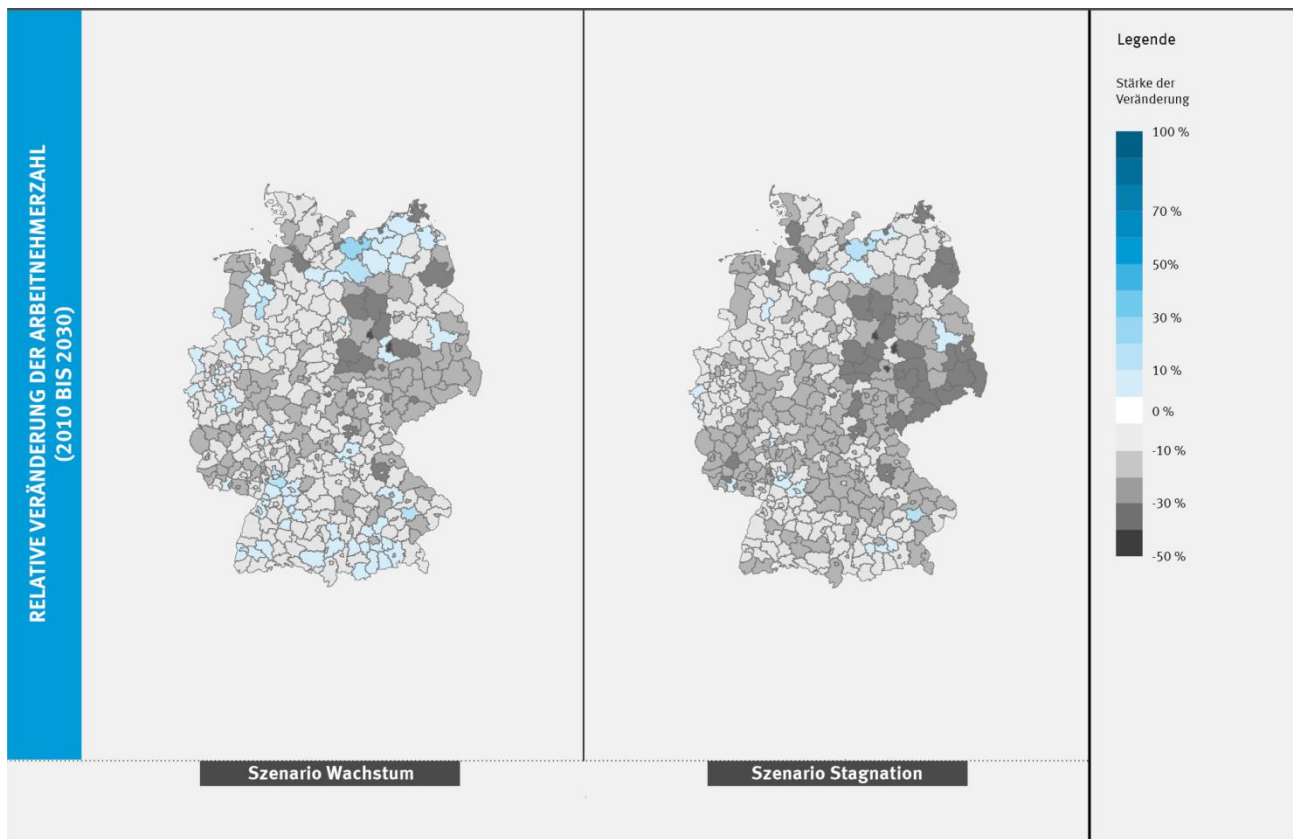 RELATIVE VERÄNDERUNG DER ARBEITNEHMERZAHL
(2010 BIS 2030)
Szenario Wachstum
Szenario Stagnation
Legende
Stärke der
Veränderung
100 %
70 %
50%
30 %
10 %
0 %
-10 %
-30 %
-50 %